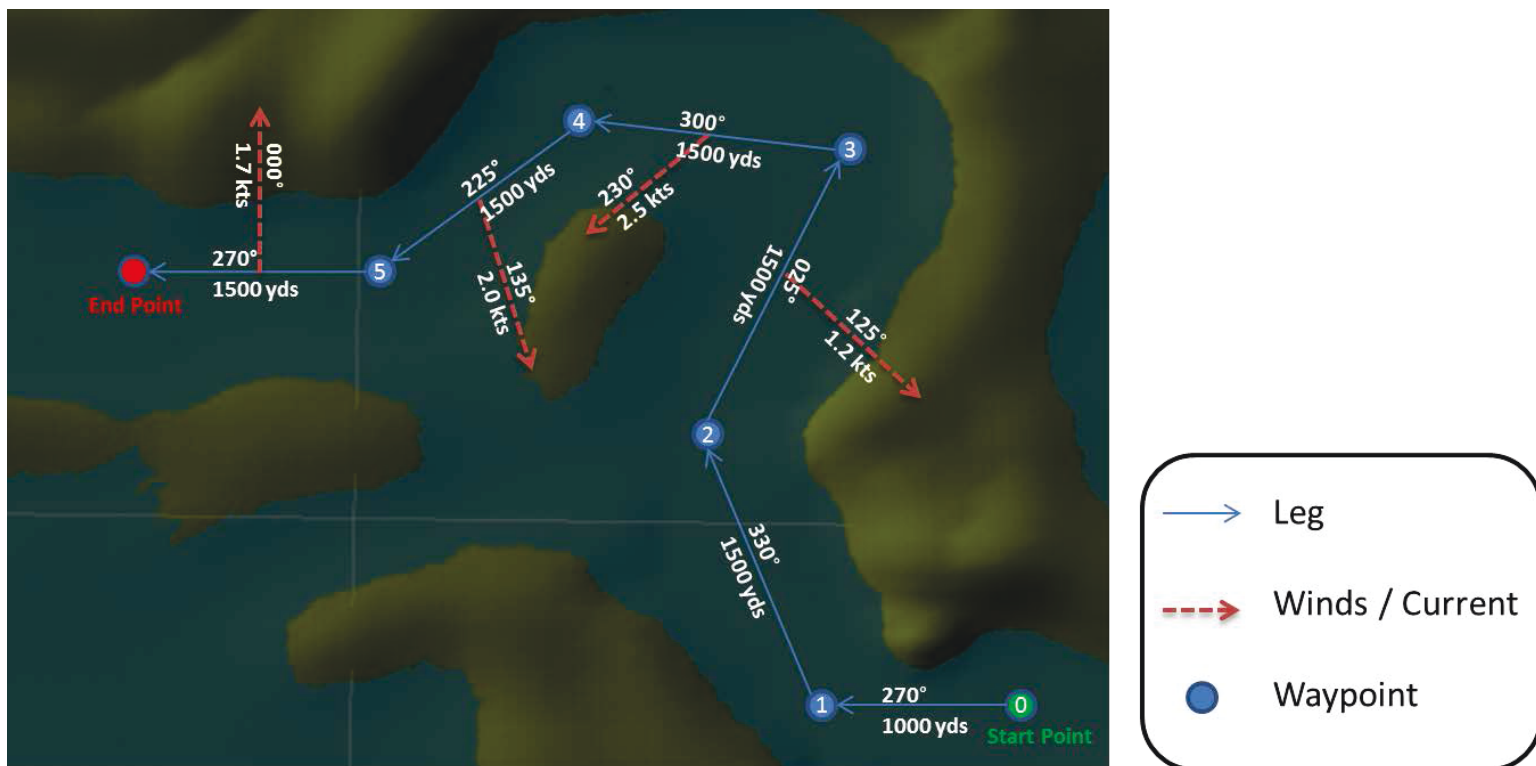 4
300°
1500 yds
3
225°
1500 yds
230°
2.5 kts
000°
1.7 kts
270°
1500 yds
5
End Point
135°
2.0 kts
025°
1500 yds
125°
1.2 kts
2
330°
1500 yds
1
270°
1000 yds
0
Start Point
Leg
Winds / Current
Waypoint